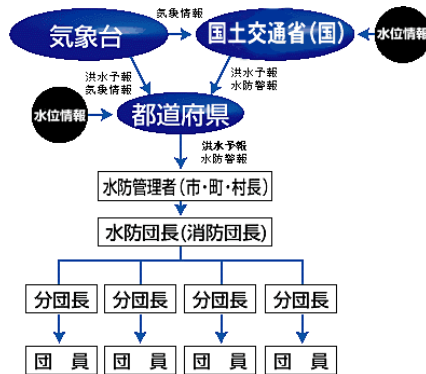 気象情報
気象台
国土交通省(国)
水位情報
洪水予報
気象情報
洪水予報
水防警報
水位情報
都道府県
洪水予報
水防警報
水防管理者(市・町・村長)
水防団長(消防団長)
分団長 分団長 分団長 分団長
団 員 団 員 団 員 団 員